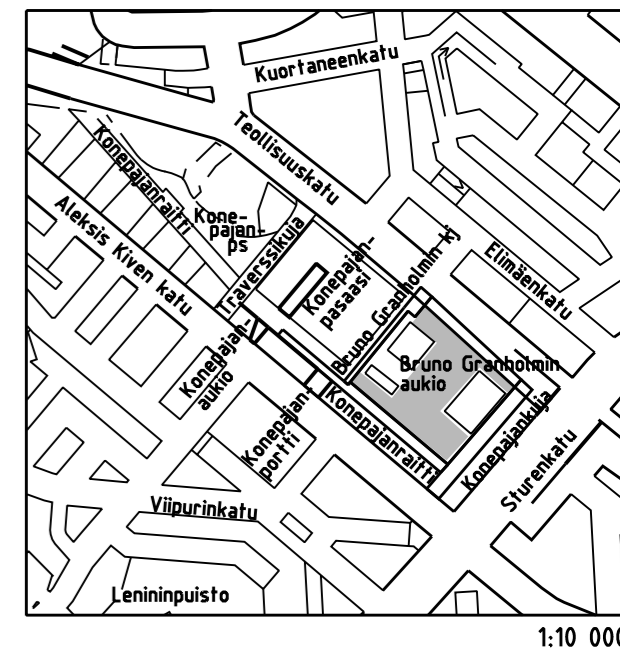 Kuortaneenkatu
Teollisuuskatu
Konepajanraitti
Kone-
pajan-
ps
Aleksis Kiven katu
Traverssikuja
Konepajan-
pasaasi
Bruno Granholmin kj
Elimäenkatu
Bruno Granholmin
aukio
Konepajan-
aukio
Konepajan-
portti
Konepajanraitti
Konepajankuja
Sturenkatu
Viipurinkatu
Lenininpuisto
1:10 000